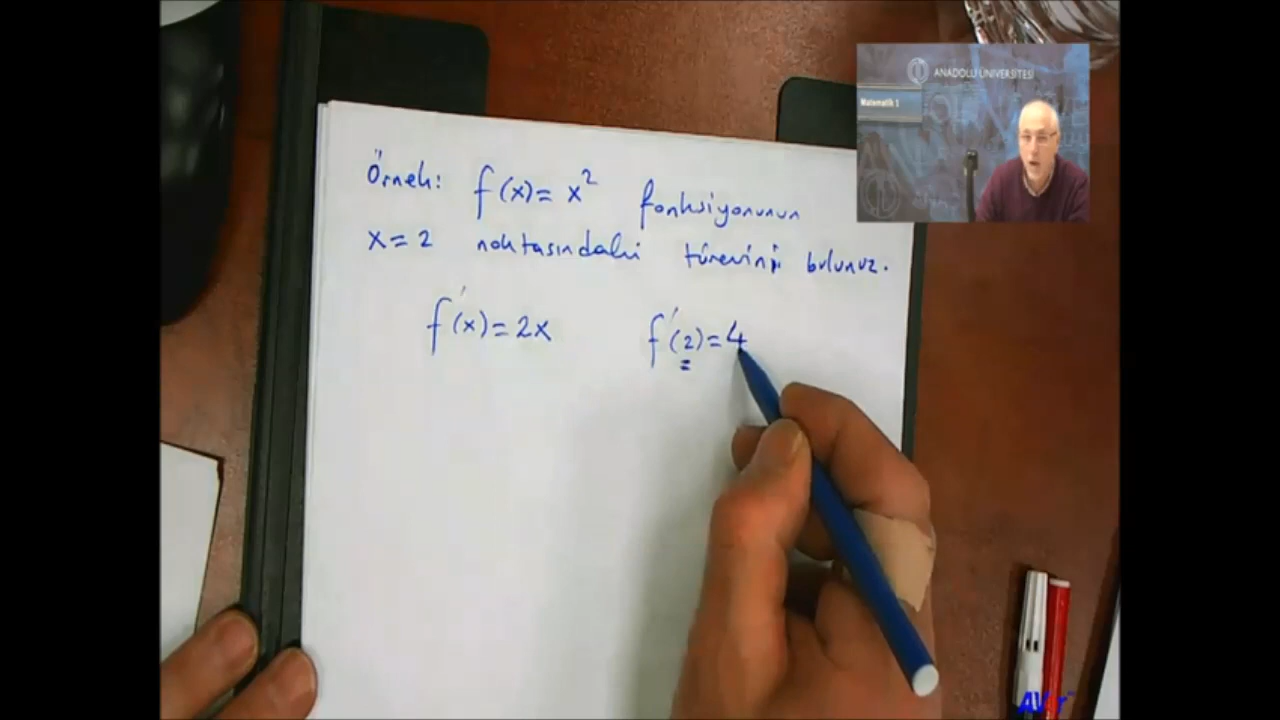 ANADOLU ÜNİVERSİTESİ
Matematik 1
Örnek: f(x) = x² fonksiyonunun
x = 2 noktasındaki türevini bulunuz.
f'(x) = 2x f'(2) = 4